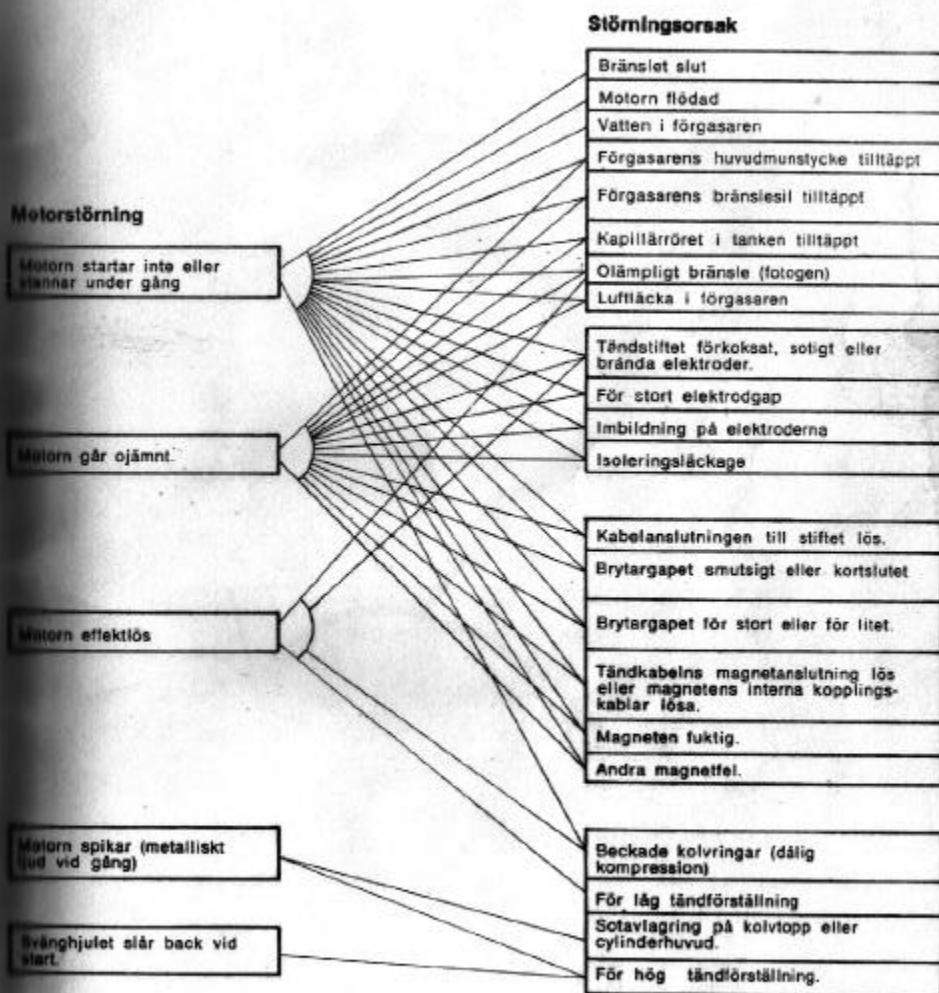 Störningsorsak
Bränslet slut
Motorn flödad
Vatten i förgasaren
Förgasarens huvudmunstycke tilltäppt
Förgasarens bränslesil tilltäppt
Kapillärröret i tanken tilltäppt
Olämpligt bränsle (fotogen)
Luftläcka i förgasaren
Tändstiftet förkoksat, sotigt eller
brända elektroder.
För stort elektrodgap
Imbildning på elektroderna
Isoleringsläckage
Kabelanslutningen till stiftet lös.
Brytargapet smutsigt eller kortslutet
Brytargapet för stort eller för litet.
Tändkabelns magnetanslutning lös
eller magnetens interna kopplings-
kablar lösa.
Magneten fuktig.
Andra magnetfel.
Beckade kolvringar (dålig
kompression)
För låg tändförställning
Sotavlagring på kolvtopp eller
cylinderhuvud.
För hög tändförställning.
Motorstörning
Motorn startar inte eller
stannar under gång
Motorn går ojämnt.
Motorn effektlös
Motorn spikar (metalliskt
ljud vid gång)
Svänghjulet slår back vid
start.